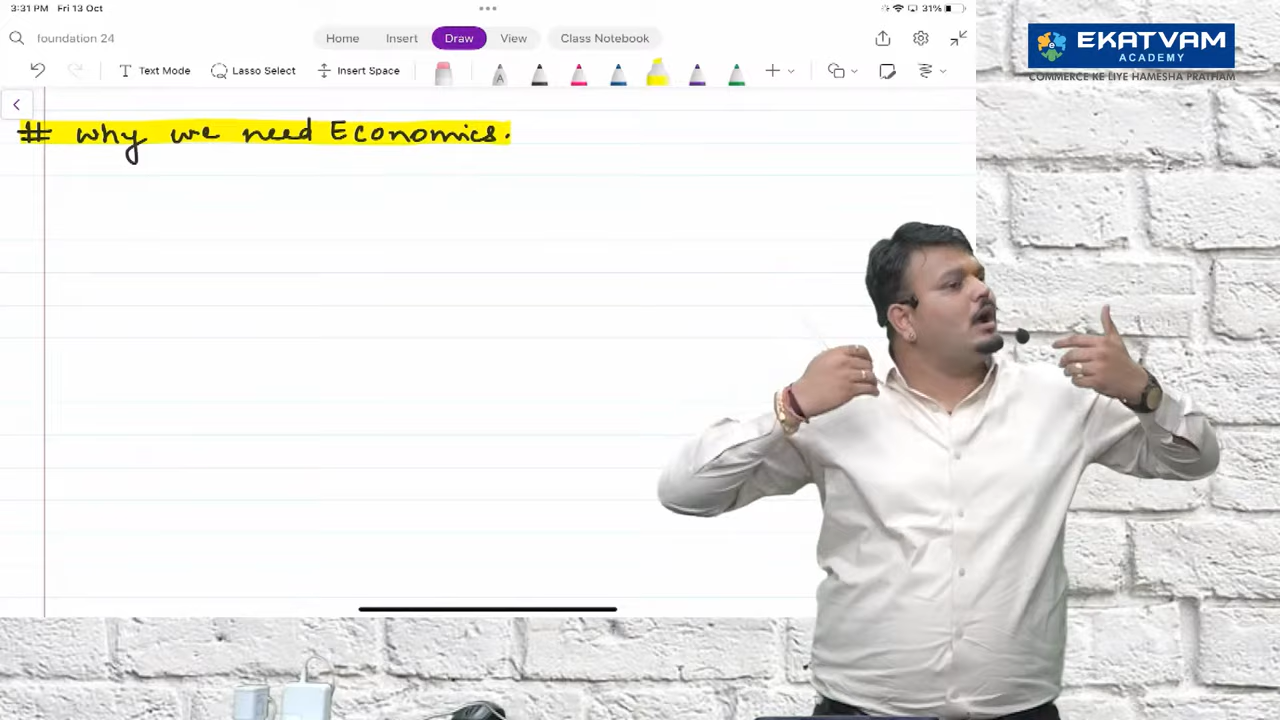 3:31 PM Fri 13 Oct
31%
foundation 24
Home Insert Draw View Class Notebook
Text Mode Lasso Select Insert Space
A
# why we need Economics.
EKATVAM
ACADEMY
COMMERCE KE LIYE HAMESHA PRATHAM